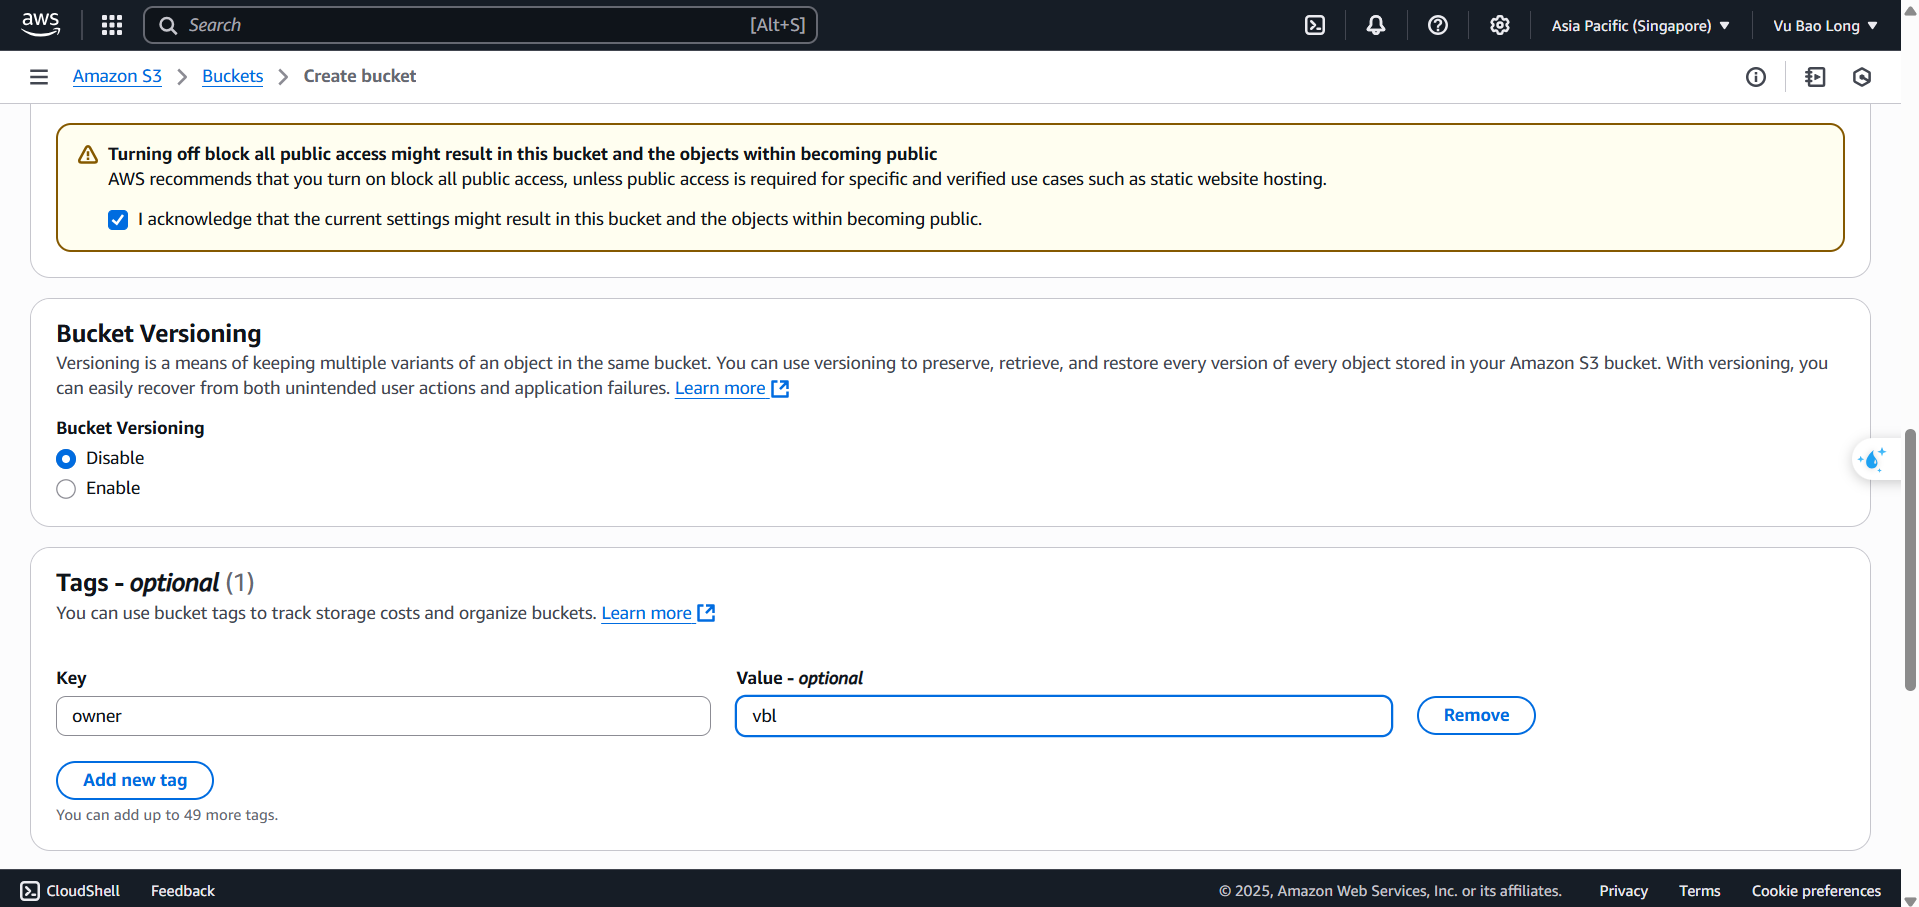 aws
Search [Alt+S]
Asia Pacific (Singapore)
Vu Bao Long
Amazon S3 Buckets Create bucket
Turning off block all public access might result in this bucket and the objects within becoming public
AWS recommends that you turn on block all public access, unless public access is required for specific and verified use cases such as static website hosting.
I acknowledge that the current settings might result in this bucket and the objects within becoming public.
Bucket Versioning
Versioning is a means of keeping multiple variants of an object in the same bucket. You can use versioning to preserve, retrieve, and restore every version of every object stored in your Amazon S3 bucket. With versioning, you
can easily recover from both unintended user actions and application failures. Learn more
Bucket Versioning
Disable
Enable
Tags - optional (1)
You can use bucket tags to track storage costs and organize buckets. Learn more
Key
Value - optional
owner
vbl
Remove
Add new tag
You can add up to 49 more tags.
CloudShell Feedback
© 2025, Amazon Web Services, Inc. or its affiliates. Privacy Terms Cookie preferences